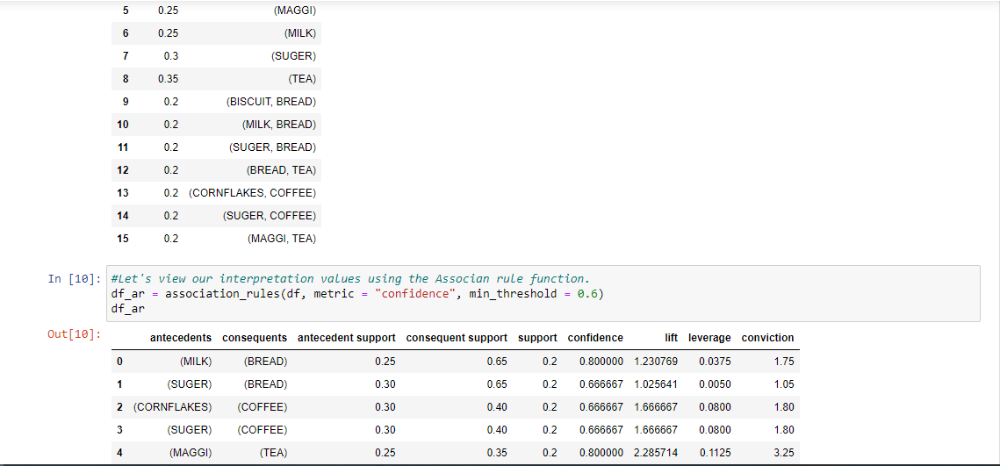 5 0.25 (MAGGI)
6 0.25 (MILK)
7 0.3 (SUGER)
8 0.35 (TEA)
9 0.2 (BISCUIT, BREAD)
10 0.2 (MILK, BREAD)
11 0.2 (SUGER, BREAD)
12 0.2 (BREAD, TEA)
13 0.2 (CORNFLAKES, COFFEE)
14 0.2 (SUGER, COFFEE)
15 0.2 (MAGGI, TEA)
In [10]: #Let's view our interpretation values using the Associan rule function.
df_ar = association_rules(df, metric = "confidence", min_threshold = 0.6)
df_ar
Out[10]:
antecedents consequents antecedent support consequent support support confidence lift leverage conviction
0 (MILK) (BREAD) 0.25 0.65 0.2 0.800000 1.230769 0.0375 1.75
1 (SUGER) (BREAD) 0.30 0.65 0.2 0.666667 1.025641 0.0050 1.05
2 (CORNFLAKES) (COFFEE) 0.30 0.40 0.2 0.666667 1.666667 0.0800 1.80
3 (SUGER) (COFFEE) 0.30 0.40 0.2 0.666667 1.666667 0.0800 1.80
4 (MAGGI) (TEA) 0.25 0.35 0.2 0.800000 2.285714 0.1125 3.25